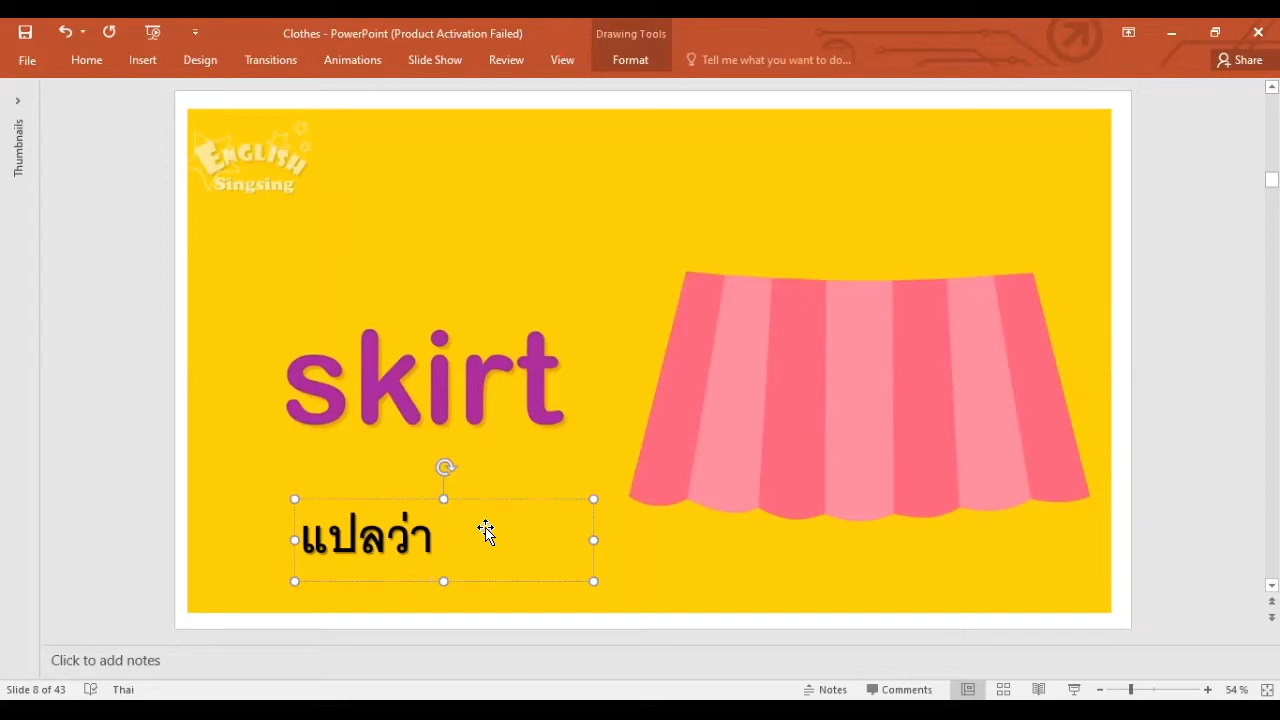 Clothes - PowerPoint (Product Activation Failed)
Drawing Tools
File
Home
Insert
Design
Transitions
Animations
Slide Show
Review
View
Format
Tell me what you want to do...
Share
Thumbnails
ENGLISH
Singsing
skirt
แปลว่า
Click to add notes
Slide 8 of 43
Thai
Notes
Comments
54 %